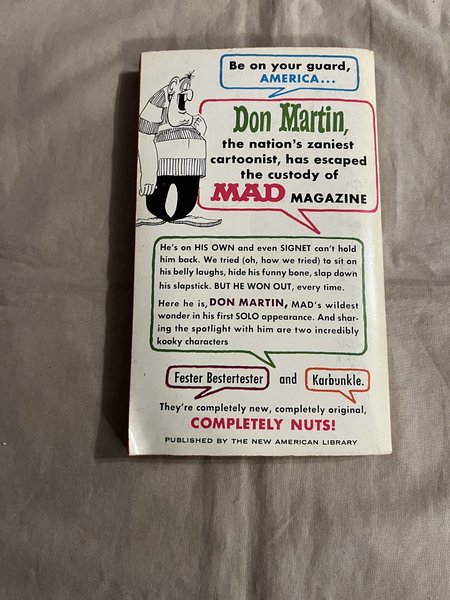 Be on your guard,
AMERICA...
Don Martin,
the nation's zaniest
cartoonist, has escaped
the custody of
MAD MAGAZINE
He's on HIS OWN and even SIGNET can't hold
him back. We tried (oh, how we tried) to sit on
his belly laughs, hide his funny bone, slap down
his slapstick. BUT HE WON OUT, every time.
Here he is, DON MARTIN, MAD's wildest
wonder in his first SOLO appearance. And shar-
ing the spotlight with him are two incredibly
kooky characters
Fester Bestertester and Karbunkle.
They're completely new, completely original,
COMPLETELY NUTS!
PUBLISHED BY THE NEW AMERICAN LIBRARY